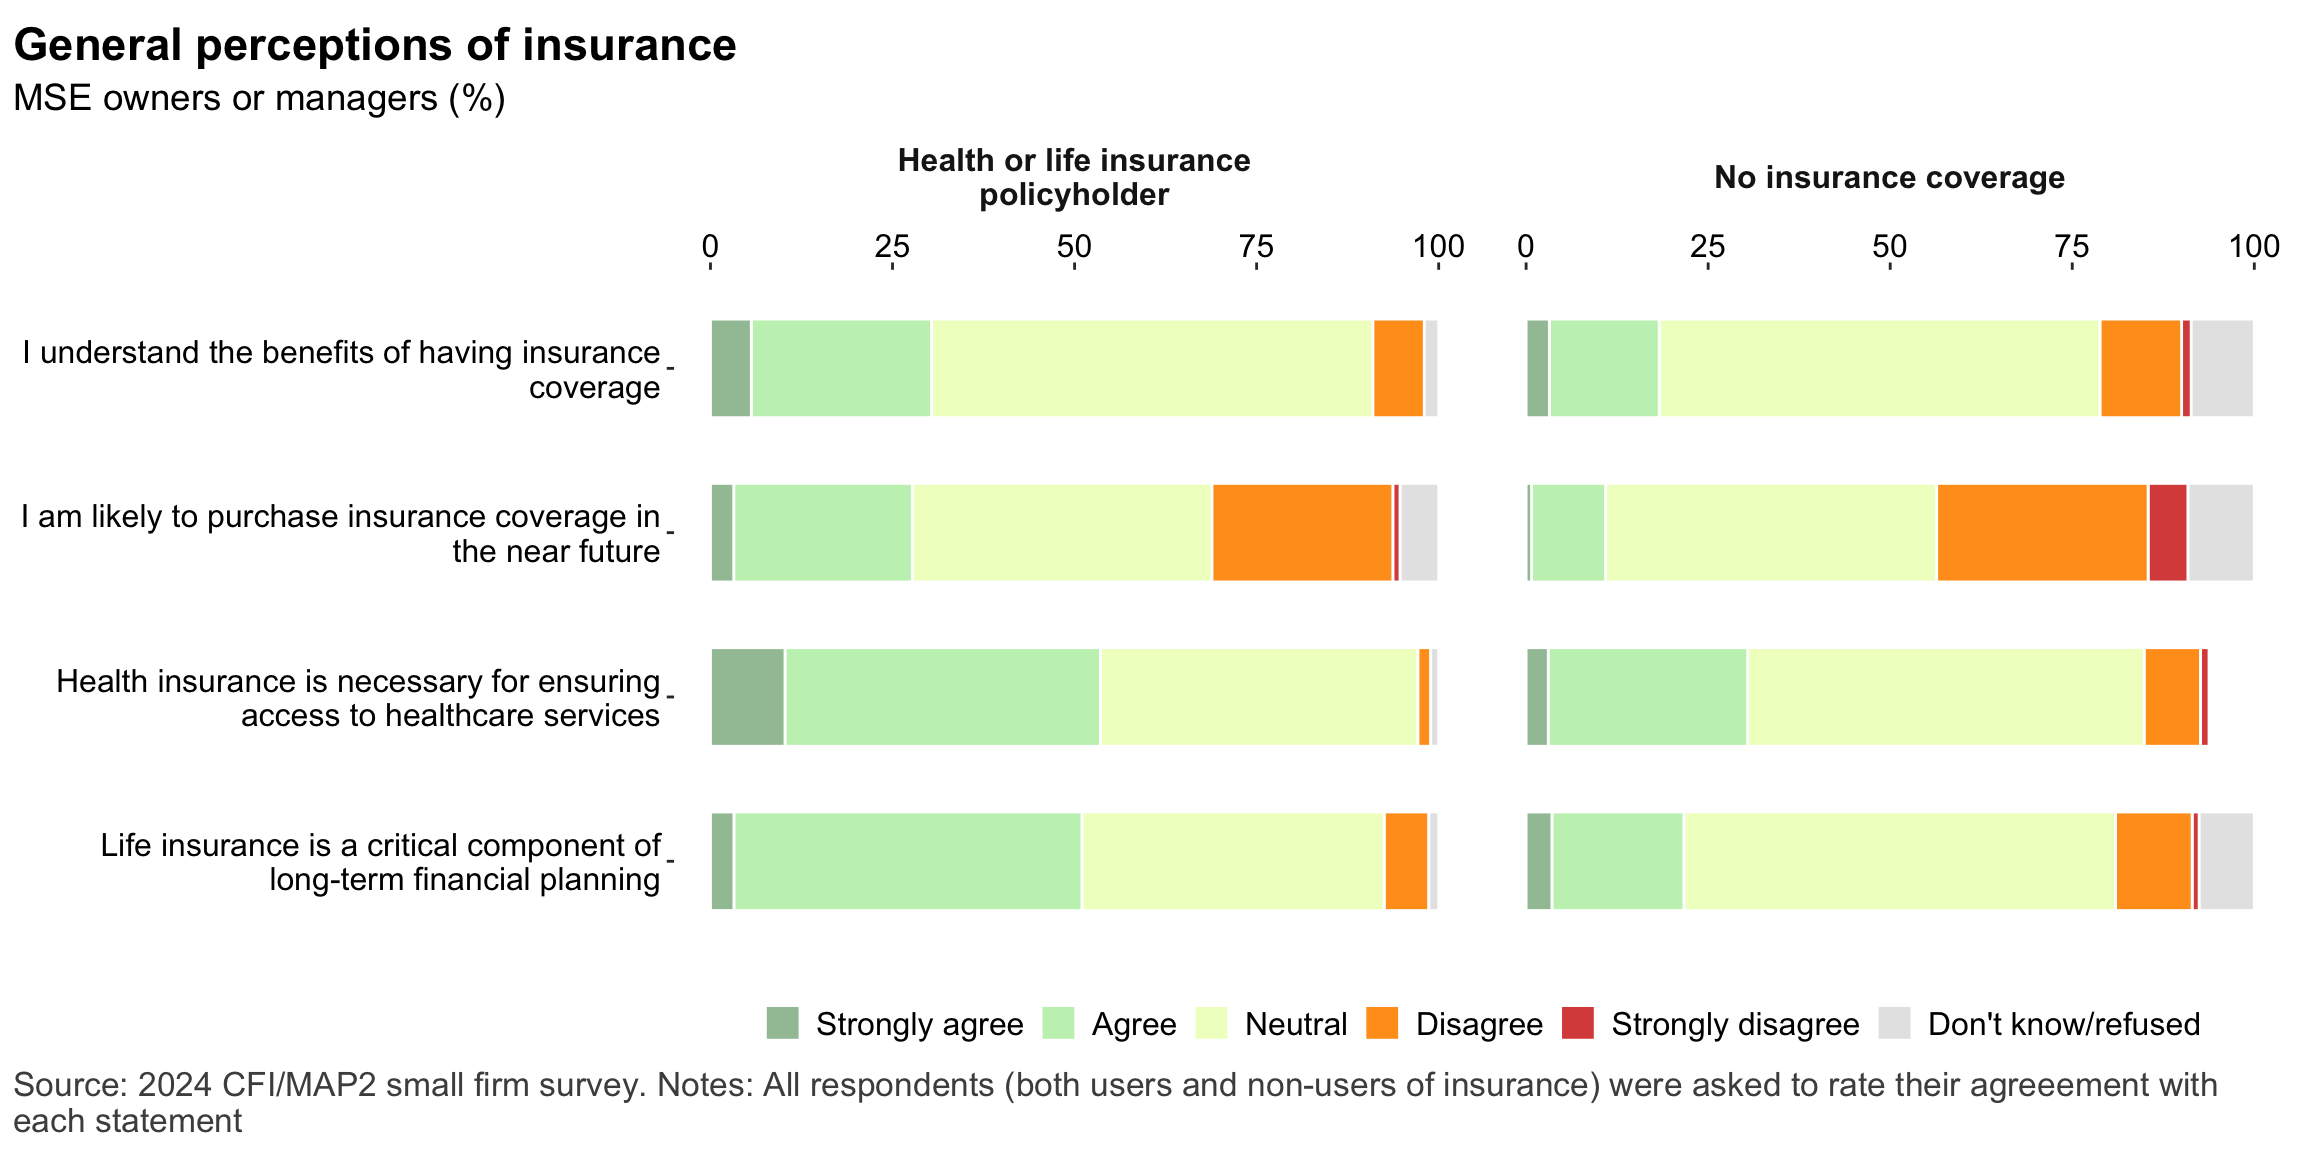 General perceptions of insurance
MSE owners or managers (%)
Health or life insurance
policyholder
No insurance coverage
0 25 50 75 100 0 25 50 75 100
I understand the benefits of having insurance
coverage
I am likely to purchase insurance coverage in
the near future
Health insurance is necessary for ensuring
access to healthcare services
Life insurance is a critical component of
long-term financial planning
Strongly agree Agree Neutral Disagree Strongly disagree Don't know/refused
Source: 2024 CFI/MAP2 small firm survey. Notes: All respondents (both users and non-users of insurance) were asked to rate their agreeement with
each statement